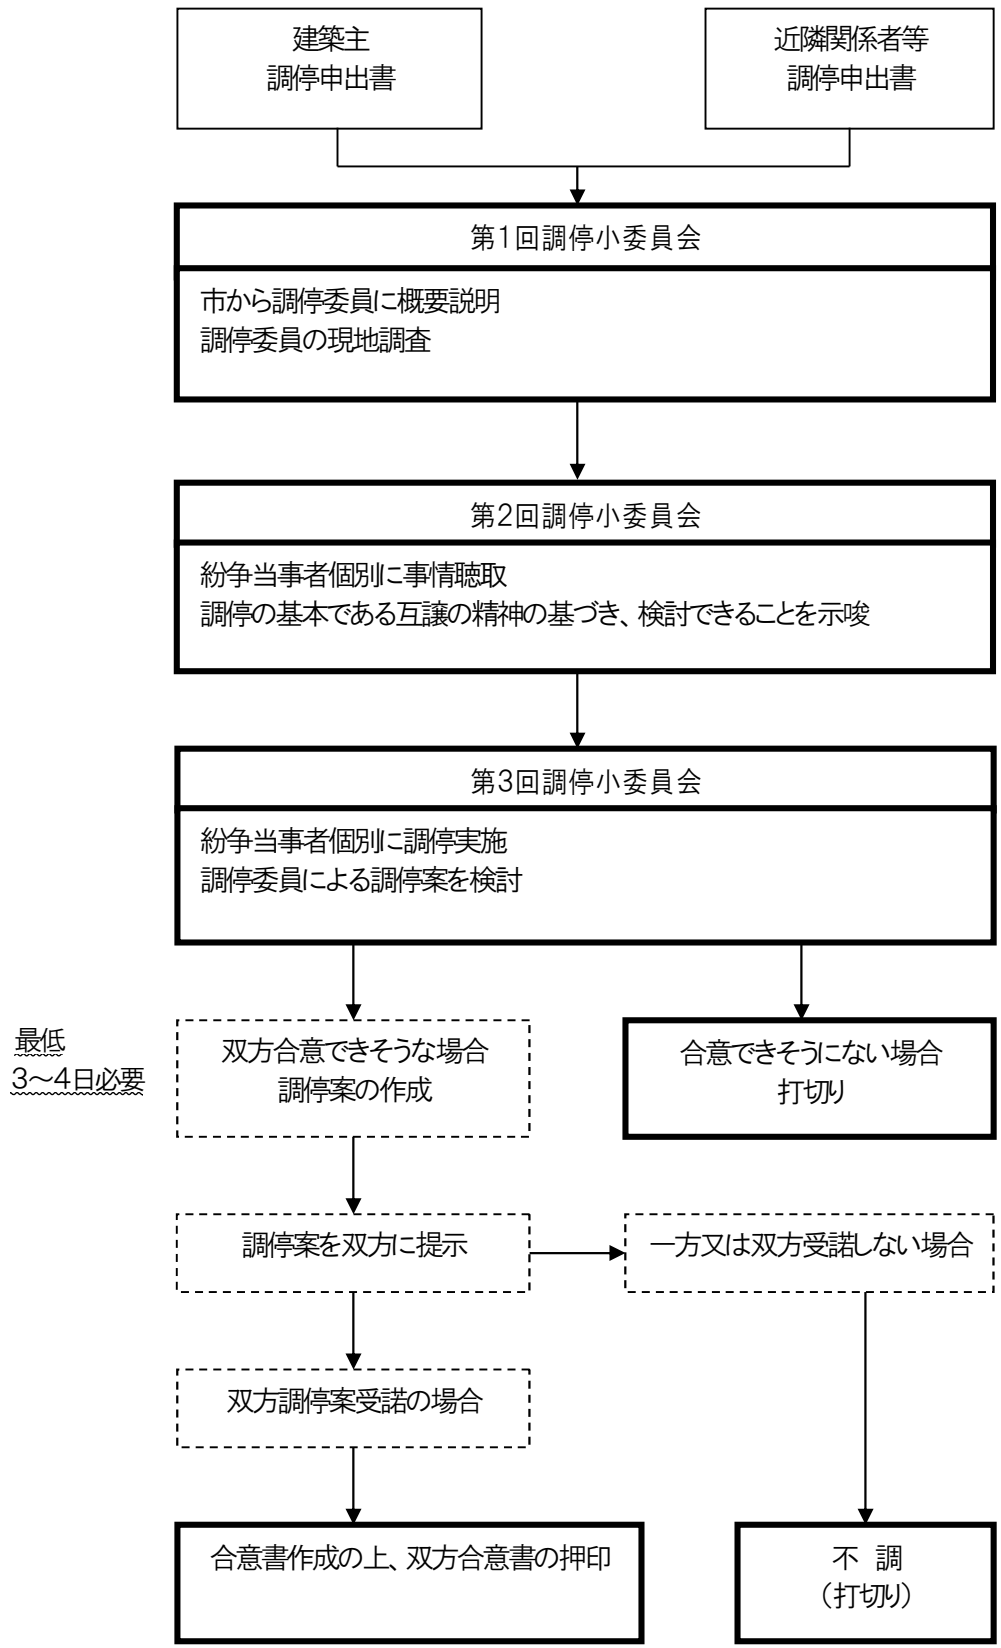 建築主
調停申出書
近隣関係者等
調停申出書
第1回調停小委員会
市から調停委員に概要説明
調停委員の現地調査
第2回調停小委員会
紛争当事者個別に事情聴取
調停の基本である互譲の精神の基づき、検討できることを示唆
第3回調停小委員会
紛争当事者個別に調停実施
調停委員による調停案を検討
最低
3～4日必要
双方合意できそうな場合
調停案の作成
合意できそうにない場合
打切り
調停案を双方に提示
一方又は双方受諾しない場合
双方調停案受諾の場合
合意書作成の上、双方合意書の押印
不　調
（打切り）